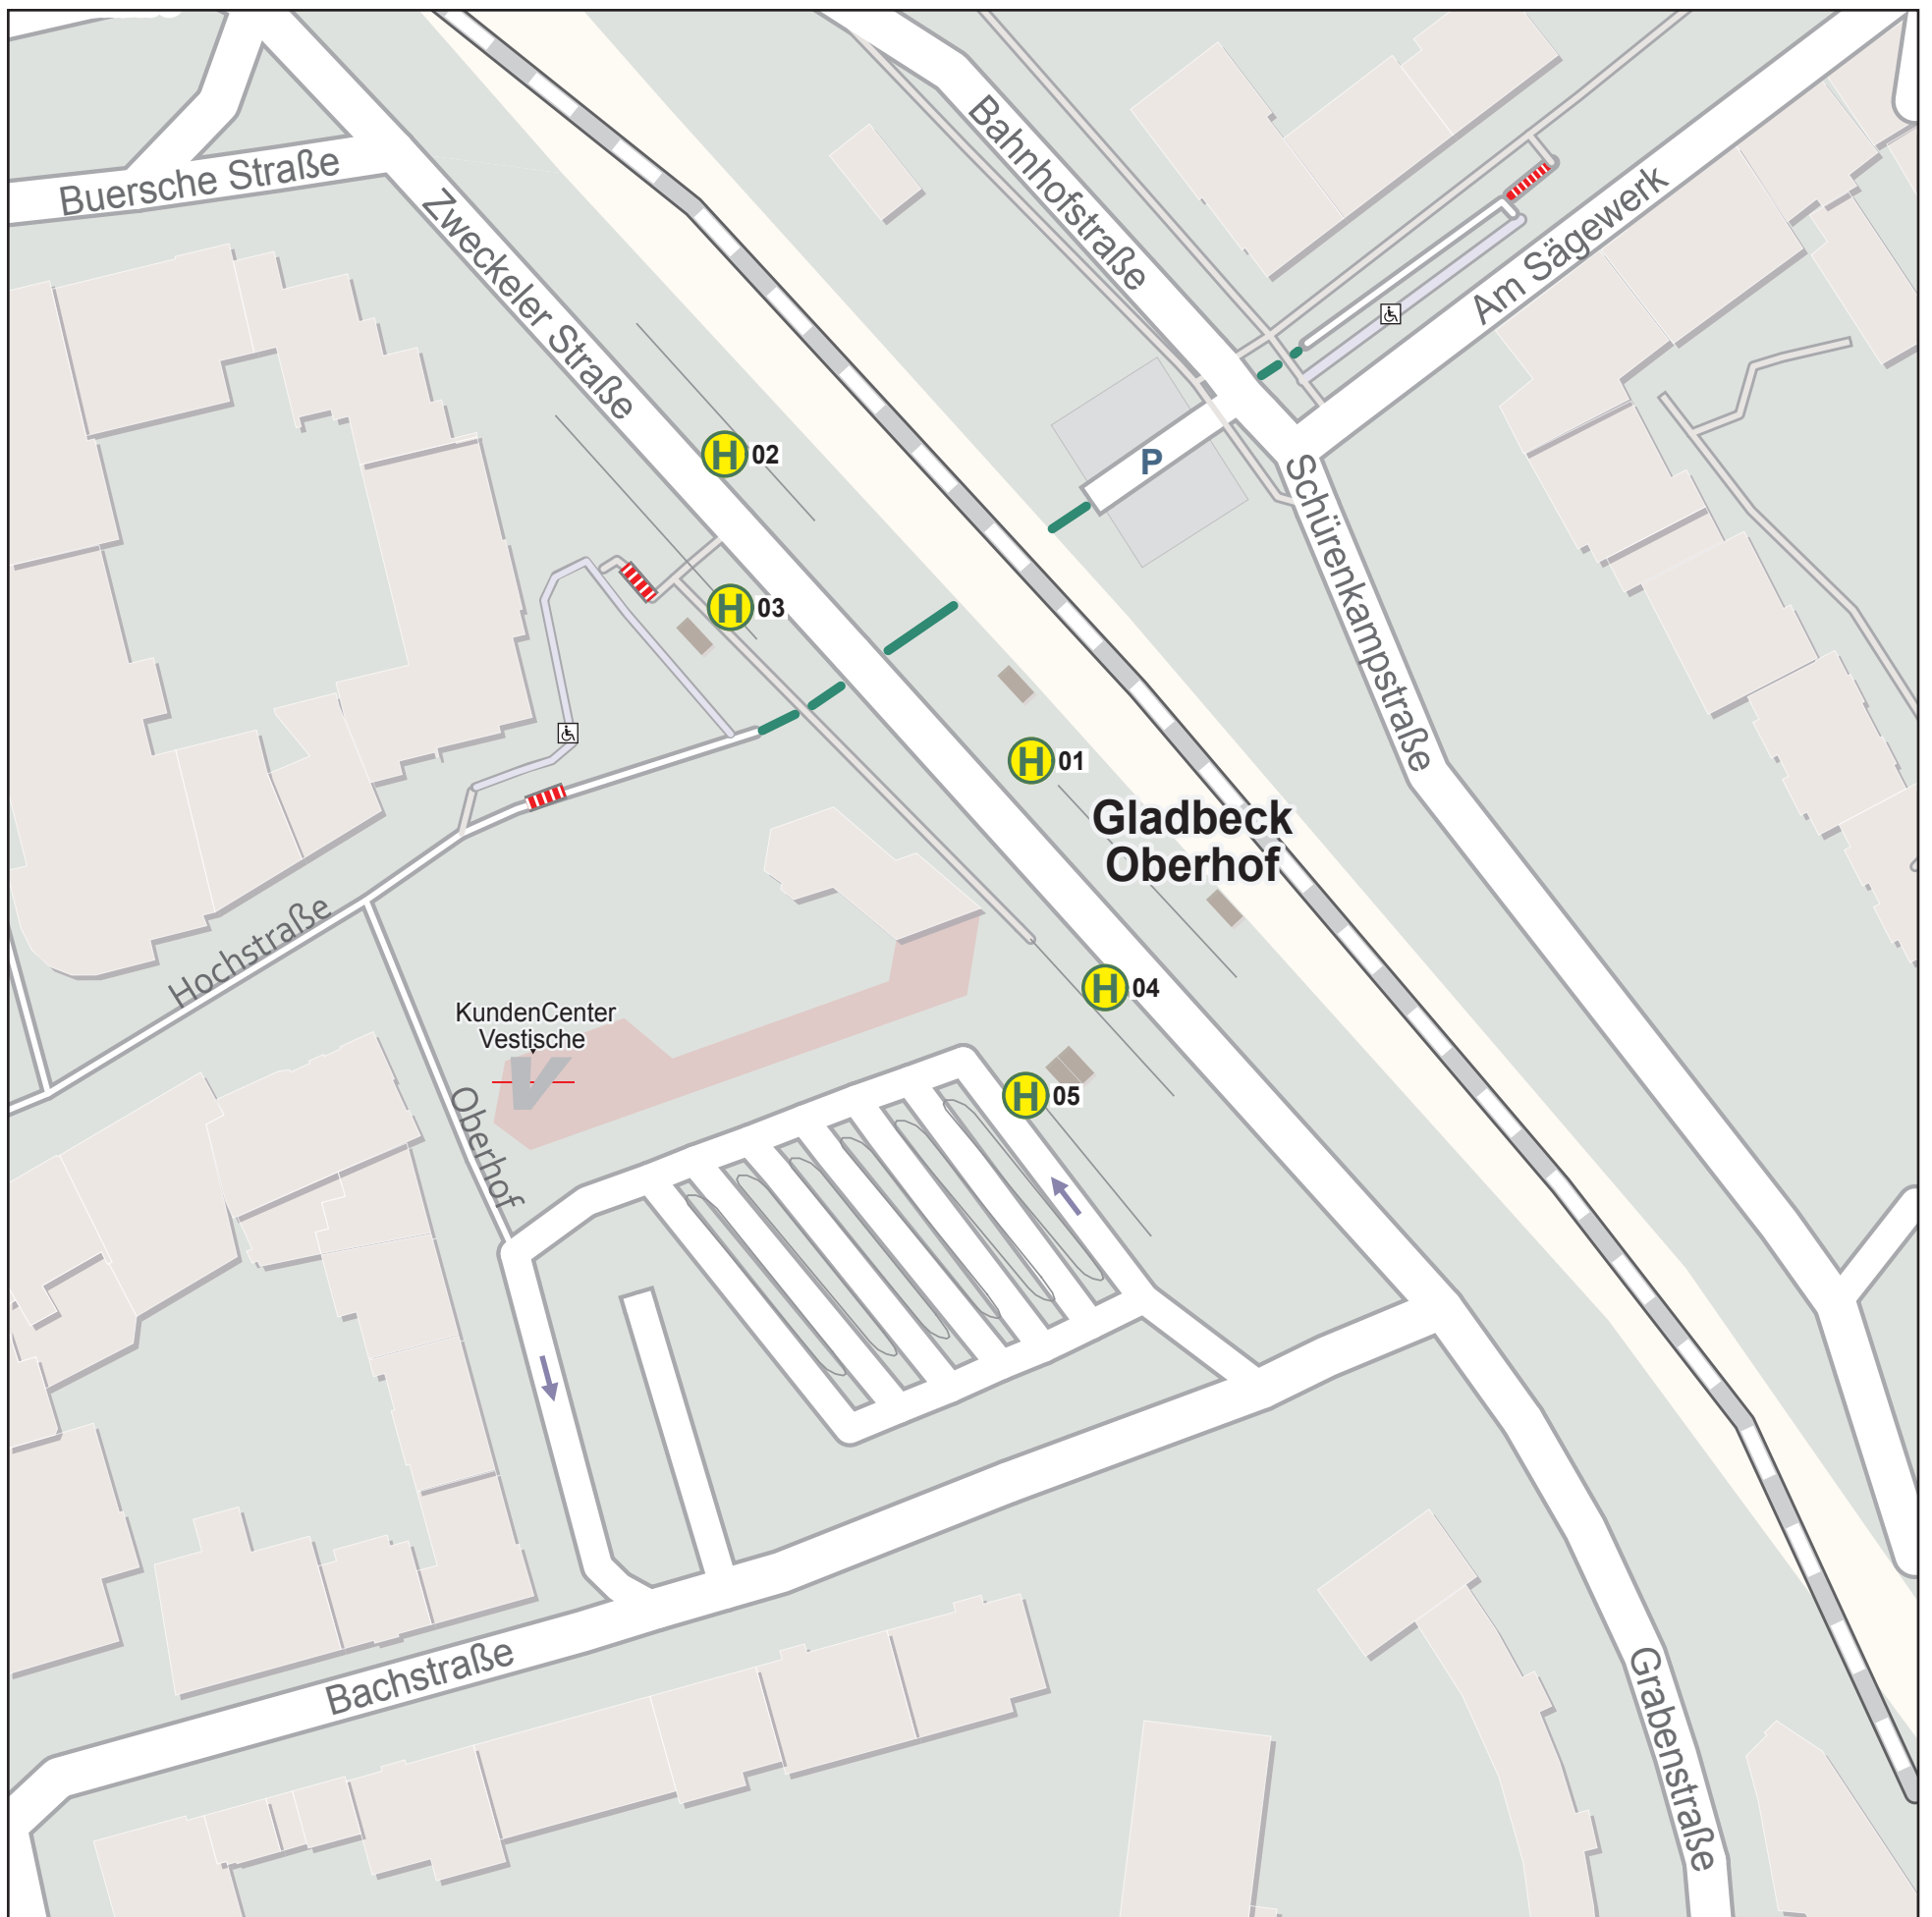 Buersche Straße
Zweckeler Straße
Bahnhofstraße
Am Sägewerk
H 02
P
Schürenkampstraße
H 03
H 01
Gladbeck
Oberhof
Hochstraße
H 04
KundenCenter
Vestische
V
H 05
Oberhof
Bachstraße
Grabenstraße